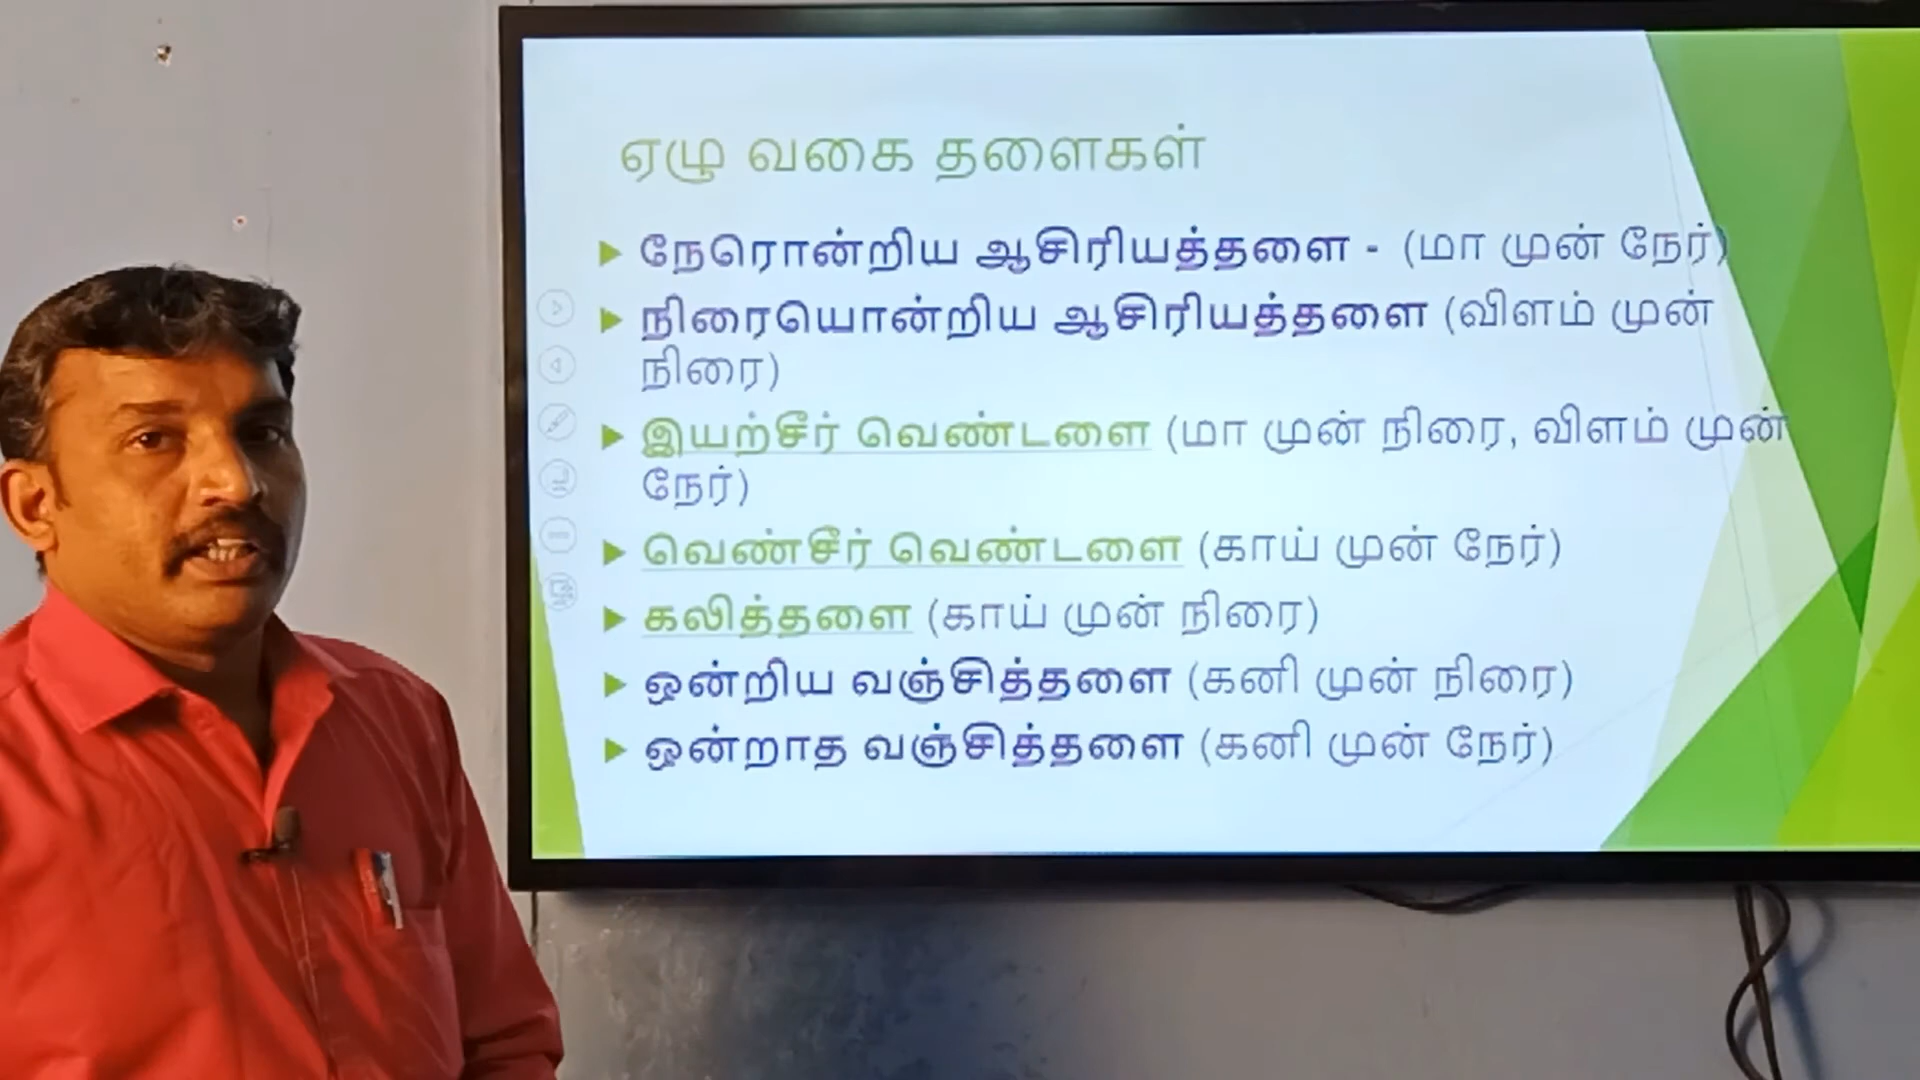 ஏழு வகை தளைகள்
நேரொன்றிய ஆசிரியத்தளை - (மா முன் நேர்)
நிரையொன்றிய ஆசிரியத்தளை (விளம் முன்
நிரை)
இயற்சீர் வெண்டளை (மா முன் நிரை, விளம் முன்
நேர்)
வெண்சீர் வெண்டளை (காய் முன் நேர்)
கலித்தளை (காய் முன் நிரை)
ஒன்றிய வஞ்சித்தளை (கனி முன் நிரை)
ஒன்றாத வஞ்சித்தளை (கனி முன் நேர்)